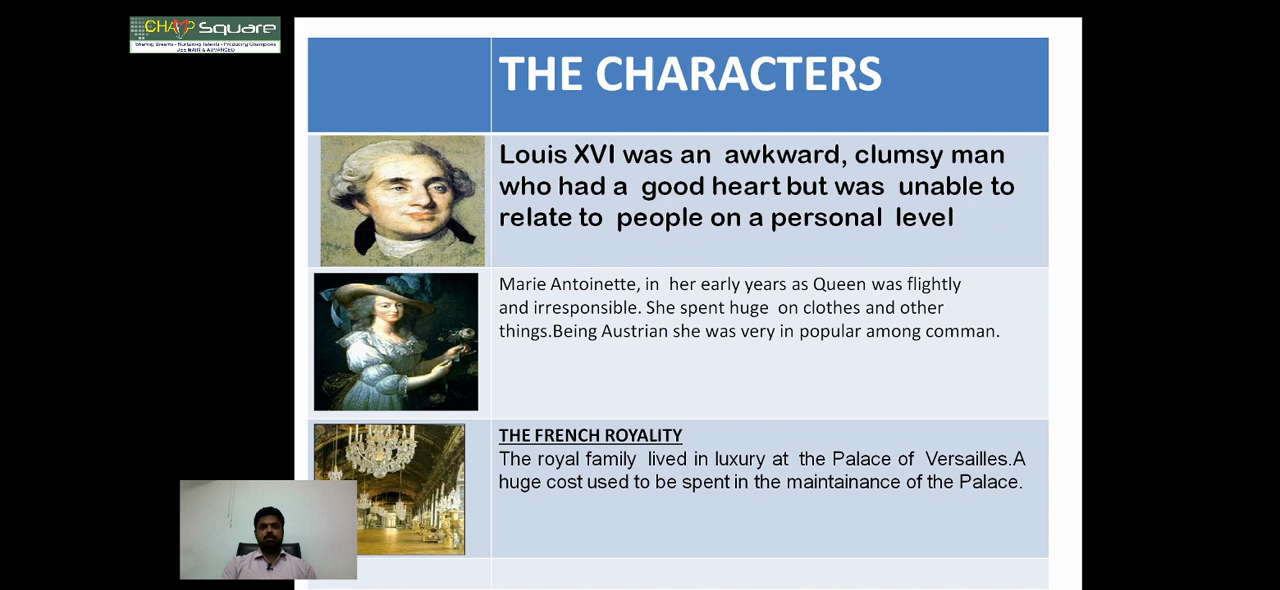 CHAMP Square
Sharing Dreams - Nurturing Talents - Producing Champions
JEE MAIN & ADVANCED
THE CHARACTERS
Louis XVI was an awkward, clumsy man
who had a good heart but was unable to
relate to people on a personal level
Marie Antoinette, in her early years as Queen was flightly
and irresponsible. She spent huge on clothes and other
things.Being Austrian she was very in popular among comman.
THE FRENCH ROYALITY
The royal family lived in luxury at the Palace of Versailles.A
huge cost used to be spent in the maintainance of the Palace.